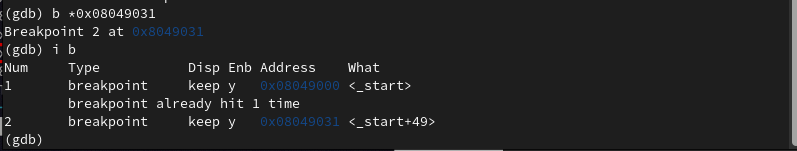 (gdb) b *0x08049031
Breakpoint 2 at 0x8049031
(gdb) i b
Num     Type           Disp Enb Address    What
1       breakpoint     keep y   0x08049000 <_start>
        breakpoint already hit 1 time
2       breakpoint     keep y   0x08049031 <_start+49>
(gdb)